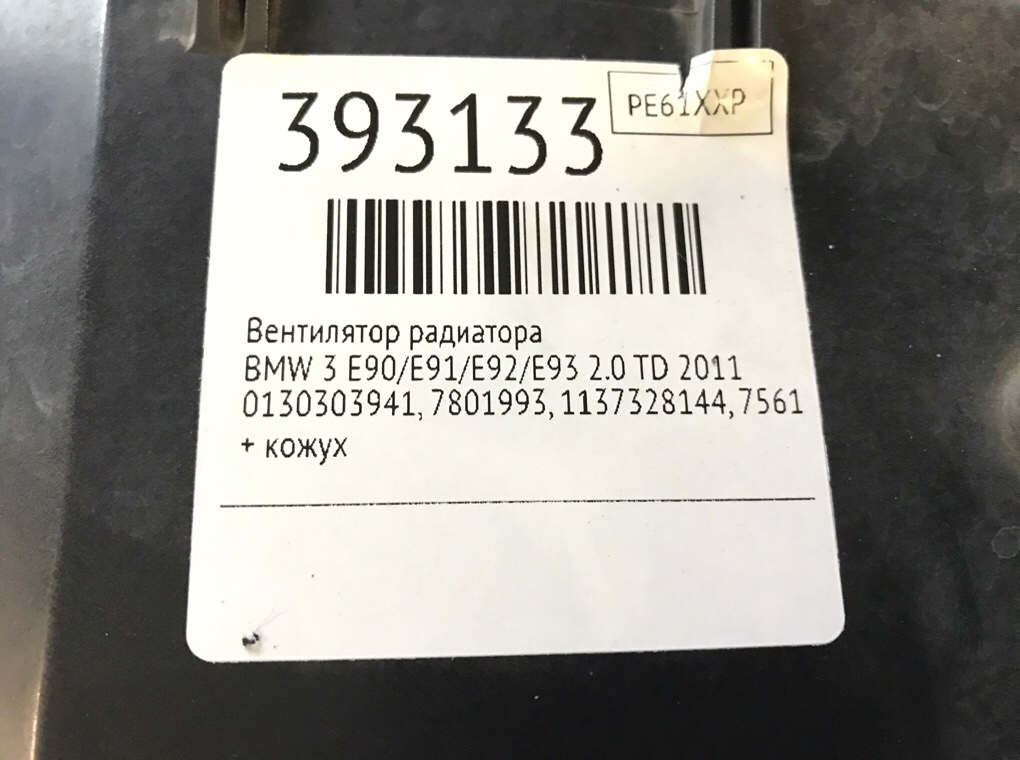 393133
PE61XXP
Вентилятор радиатора
BMW 3 E90/E91/E92/E93 2.0 TD 2011
0130303941, 7801993, 1137328144, 7561
+ кожух